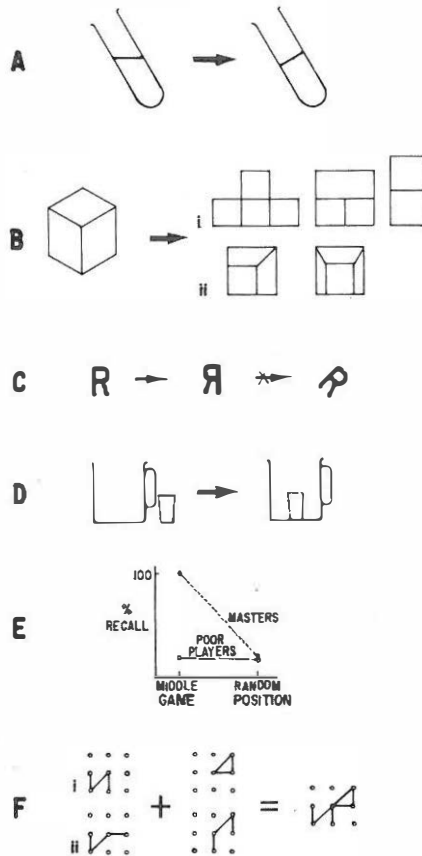 A
B
i
ii
C R Я R
D
E
100
%
RECALL
MASTERS
POOR
PLAYERS
MIDDLE
GAME
RANDOM
POSITION
F
i
+ =
ii